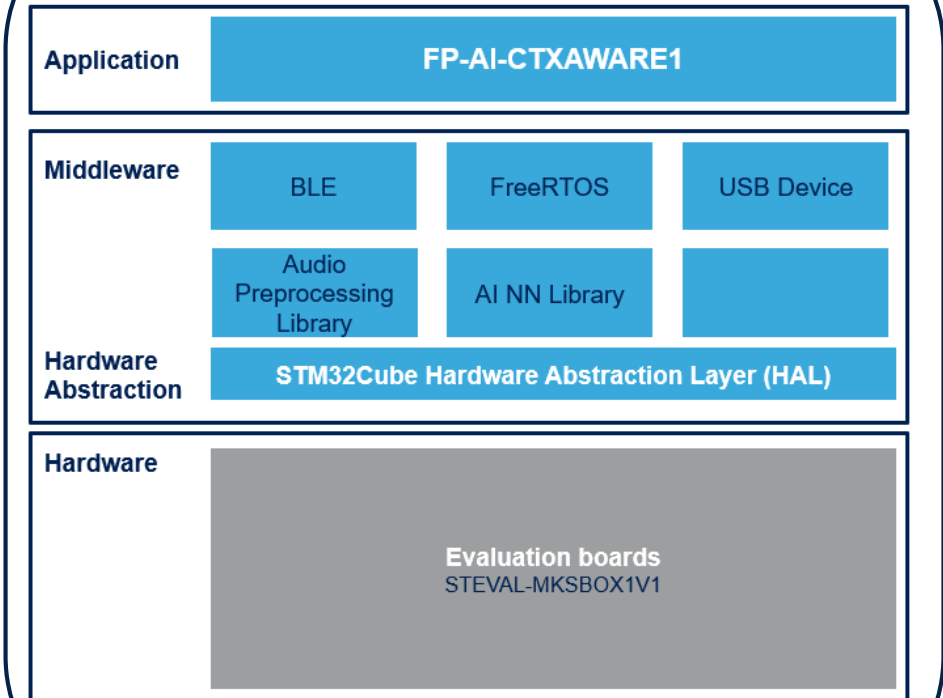 Application
FP-AI-CTXAWARE1
Middleware
BLE
FreeRTOS
USB Device
Audio
Preprocessing
Library
AI NN Library
Hardware
Abstraction
STM32Cube Hardware Abstraction Layer (HAL)
Hardware
Evaluation boards
STEVAL-MKSBOX1V1